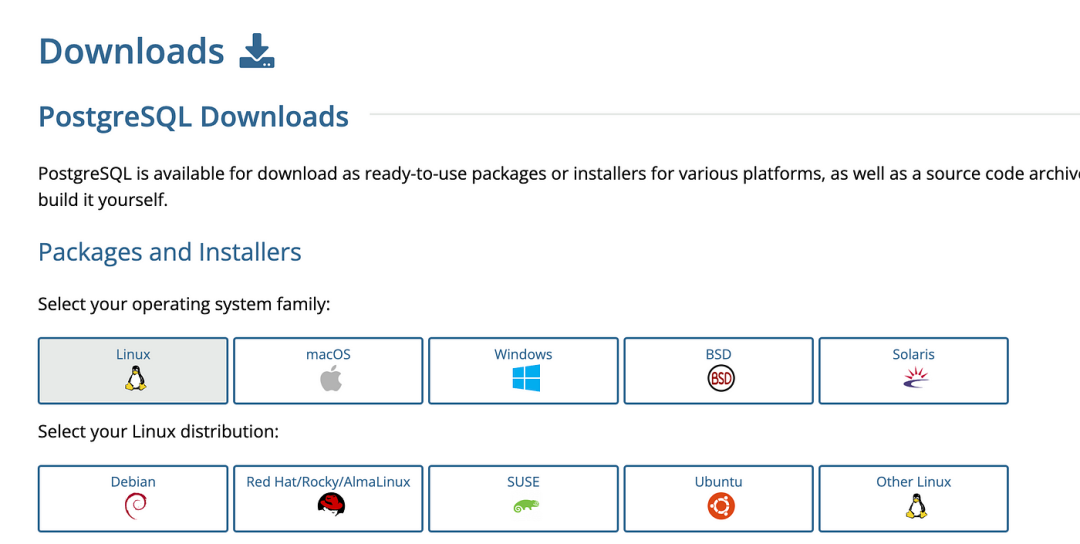 Downloads
PostgreSQL Downloads
PostgreSQL is available for download as ready-to-use packages or installers for various platforms, as well as a source code
build it yourself.
Packages and Installers
Select your operating system family:
Linux
macOS
Windows
BSD
BSD
Solaris
Select your Linux distribution:
Debian
Red Hat/Rocky/AlmaLinux
SUSE
Ubuntu
Other Linux